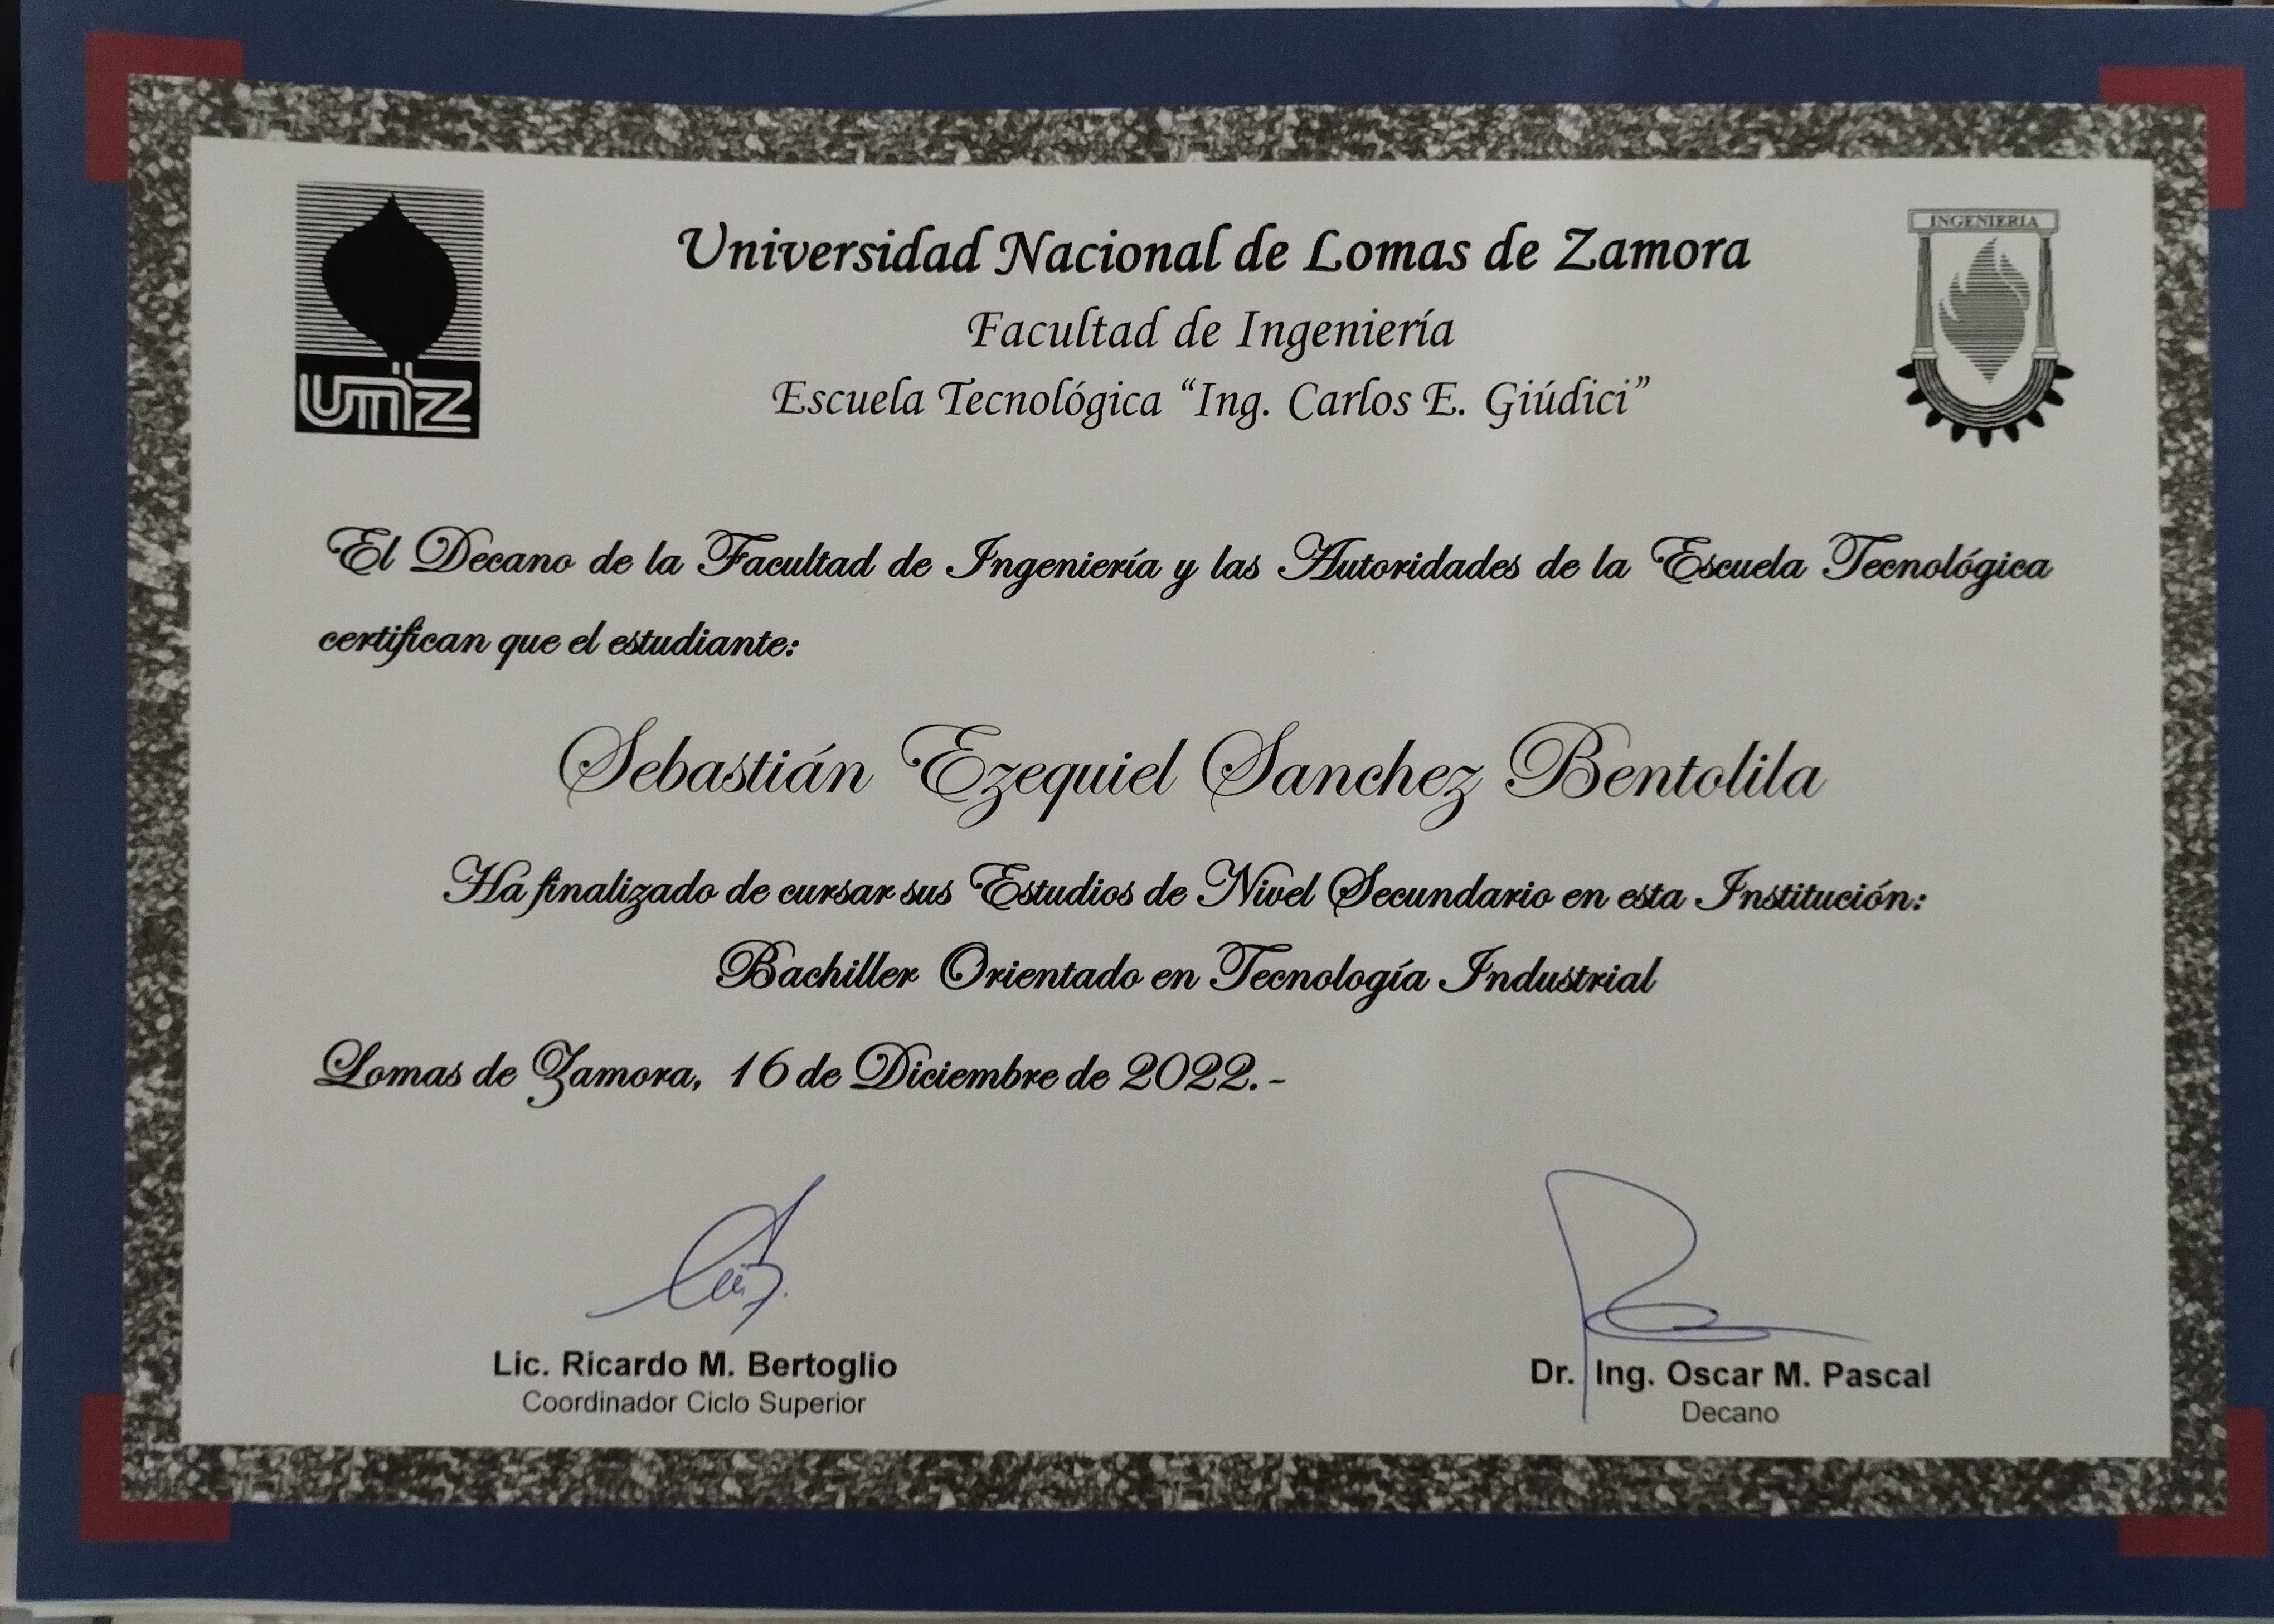 Universidad Nacional de Lomas de Zamora
Facultad de Ingeniería
Escuela Tecnológica “Ing. Carlos E. Giúdici”
UNLZ
INGENIERIA
El Decano de la Facultad de Ingeniería y las Autoridades de la Escuela Tecnológica
certifican que el estudiante:
Sebastián Ezequiel Sanchez Bentolila
Ha finalizado de cursar sus Estudios de Nivel Secundario en esta Institución:
Bachiller Orientado en Tecnología Industrial
Lomas de Zamora, 16 de Diciembre de 2022.-
Lic. Ricardo M. Bertoglio
Coordinador Ciclo Superior
Dr. Ing. Oscar M. Pascal
Decano